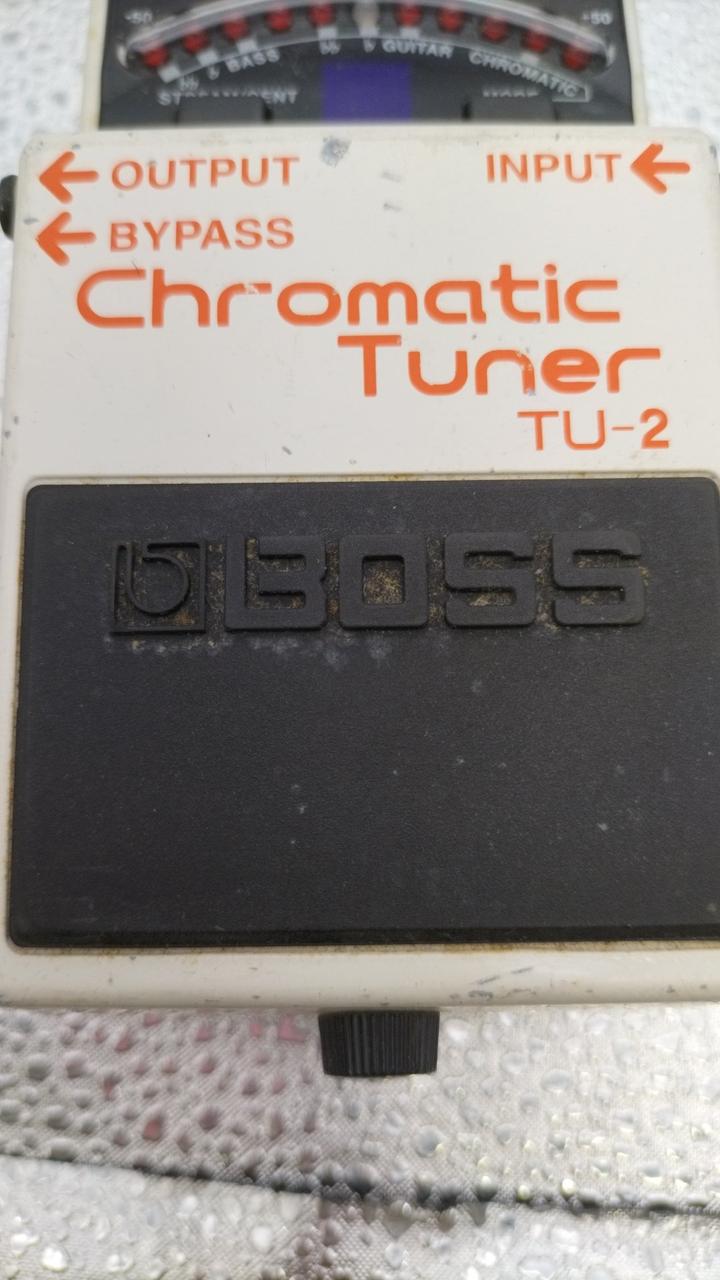 -50 +50
♭♭ ♭ BASS ♭♭ ♭ GUITAR CHROMATIC
← OUTPUT INPUT ←
← BYPASS
Chromatic
Tuner
TU-2
BOSS